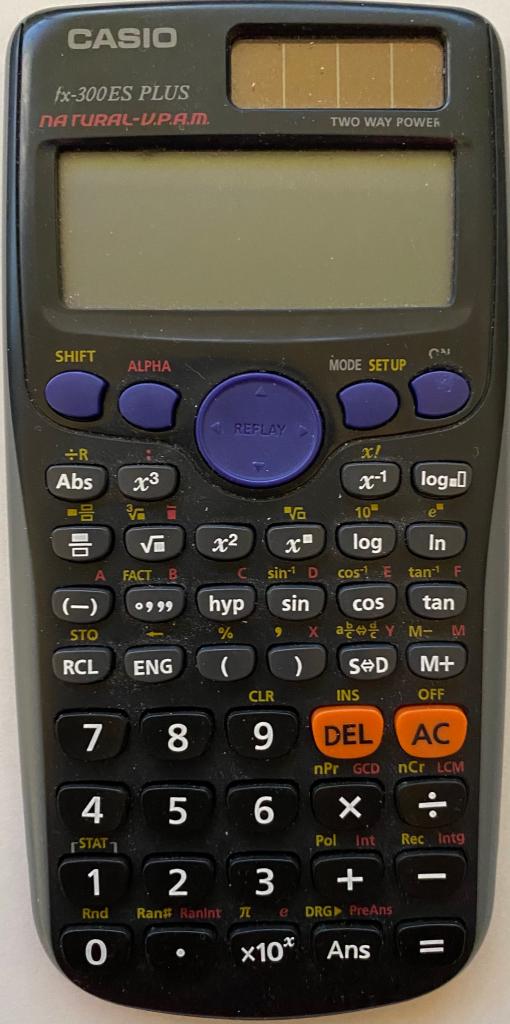 CASIO
fx-300ES PLUS
NATURAL-V.P.A.M.
TWO WAY POWER
SHIFT
ALPHA
MODE SETUP
ON
REPLAY
÷R : x!
Abs x³ x⁻¹ log▪▯
³√▪ ▪√▫ 10▪ e▪
√▪ x² x▪ log ln
A FACT B C sin⁻¹ D cos⁻¹ E tan⁻¹ F
(−) °,,, hyp sin cos tan
STO ← % , X a b/c⇔d/c Y M− M
RCL ENG ( ) S⇔D M+
CLR INS OFF
7 8 9 DEL AC
nPr GCD nCr LCM
4 5 6 × ÷
STAT Pol Int Rec Intg
1 2 3 + −
Rnd Ran# RanInt π e DRG▶ PreAns
0 . ×10ˣ Ans =